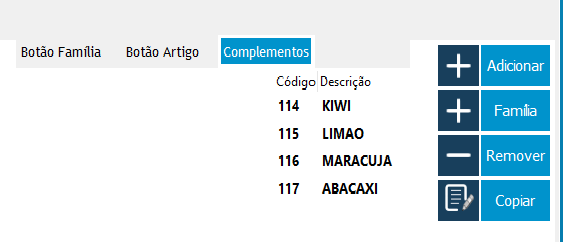 Botão Família Botão Artigo Complementos
Código Descrição
114 KIWI
115 LIMAO
116 MARACUJA
117 ABACAXI
Adicionar
Família
Remover
Copiar